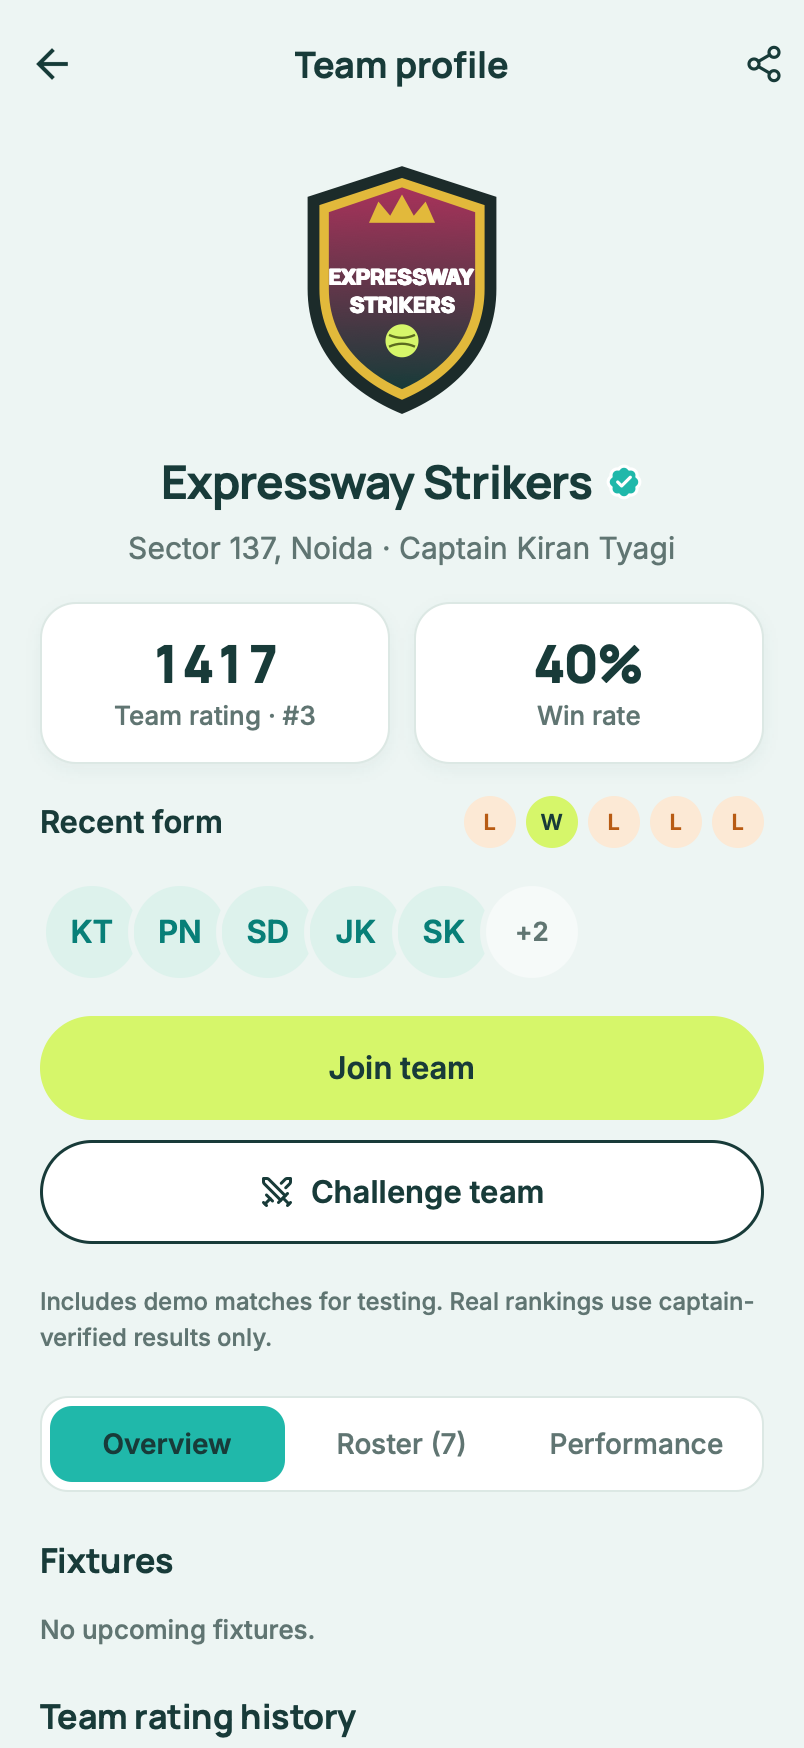 Team profile
EXPRESSWAY
STRIKERS
Expressway Strikers
Sector 137, Noida · Captain Kiran Tyagi
1417
Team rating · #3
40%
Win rate
Recent form
L W L L L
KT PN SD JK SK +2
Join team
Challenge team
Includes demo matches for testing. Real rankings use captain-
verified results only.
Overview Roster (7) Performance
Fixtures
No upcoming fixtures.
Team rating history